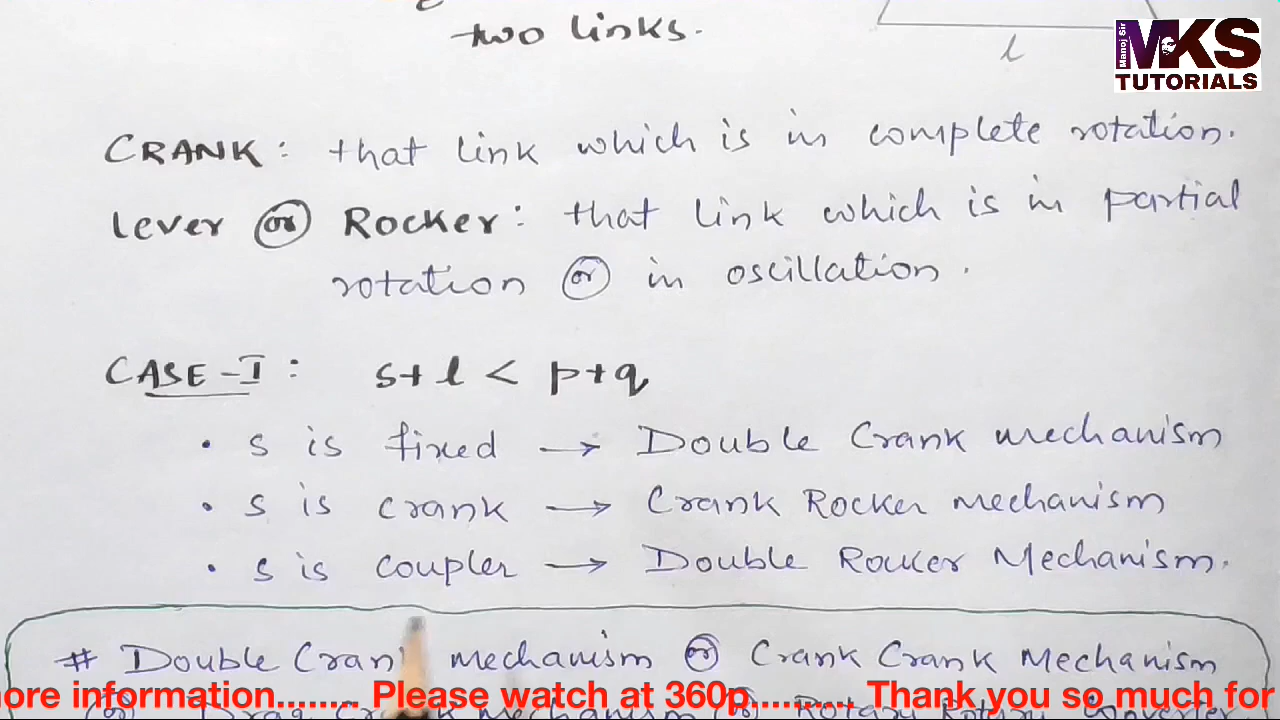 two links.
l
Manoj Sir
MKS
TUTORIALS
CRANK: that link which is in complete rotation.
Lever or Rocker: that link which is in partial
rotation or in oscillation.
CASE-I: s+l < p+q
• s is fixed → Double Crank mechanism
• s is crank → Crank Rocker mechanism
• s is coupler → Double Rocker Mechanism.
# Double Crank mechanism or Crank Crank Mechanism
ore information........ Please watch at 360p.......... Thank you so much for